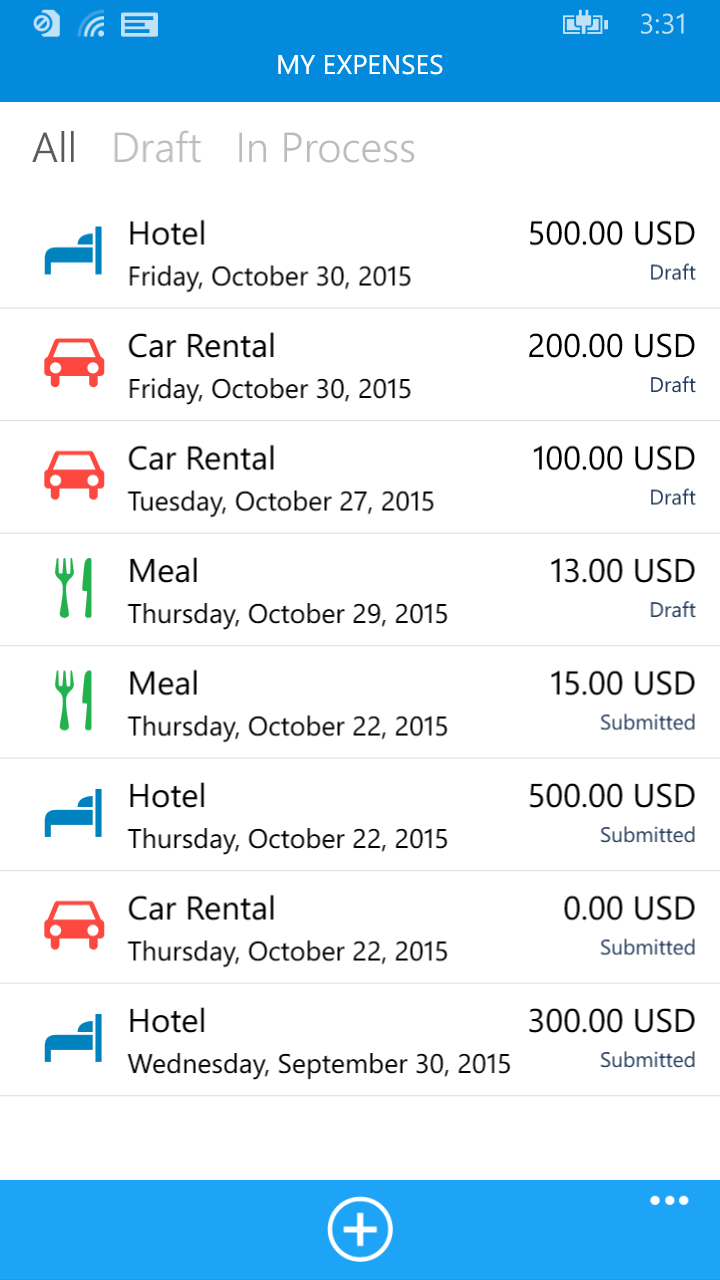 3:31
MY EXPENSES
All Draft In Process
Hotel 500.00 USD
Friday, October 30, 2015 Draft
Car Rental 200.00 USD
Friday, October 30, 2015 Draft
Car Rental 100.00 USD
Tuesday, October 27, 2015 Draft
Meal 13.00 USD
Thursday, October 29, 2015 Draft
Meal 15.00 USD
Thursday, October 22, 2015 Submitted
Hotel 500.00 USD
Thursday, October 22, 2015 Submitted
Car Rental 0.00 USD
Thursday, October 22, 2015 Submitted
Hotel 300.00 USD
Wednesday, September 30, 2015 Submitted